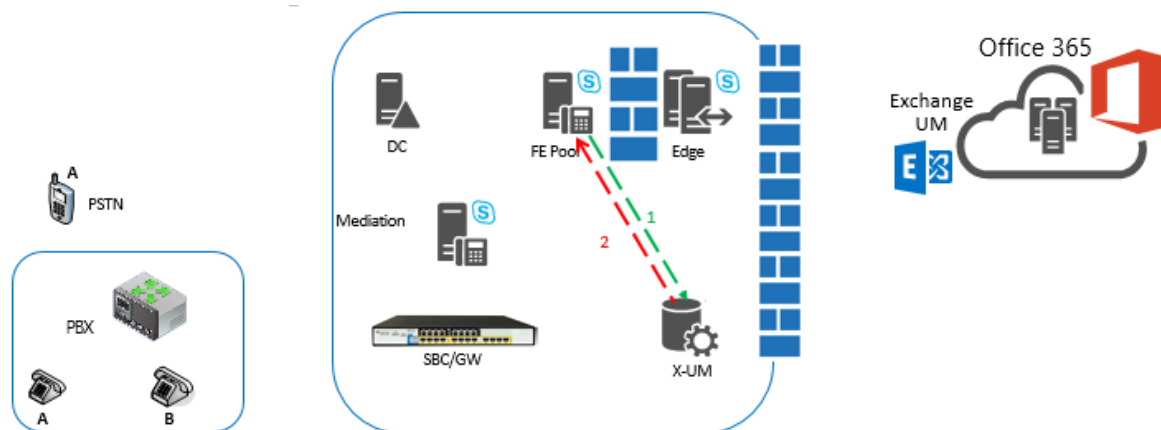 Office 365
Exchange
UM
E
S
S
DC
FE Pool
Edge
A
PSTN
Mediation
S
1
2
PBX
SBC/GW
X-UM
A
B